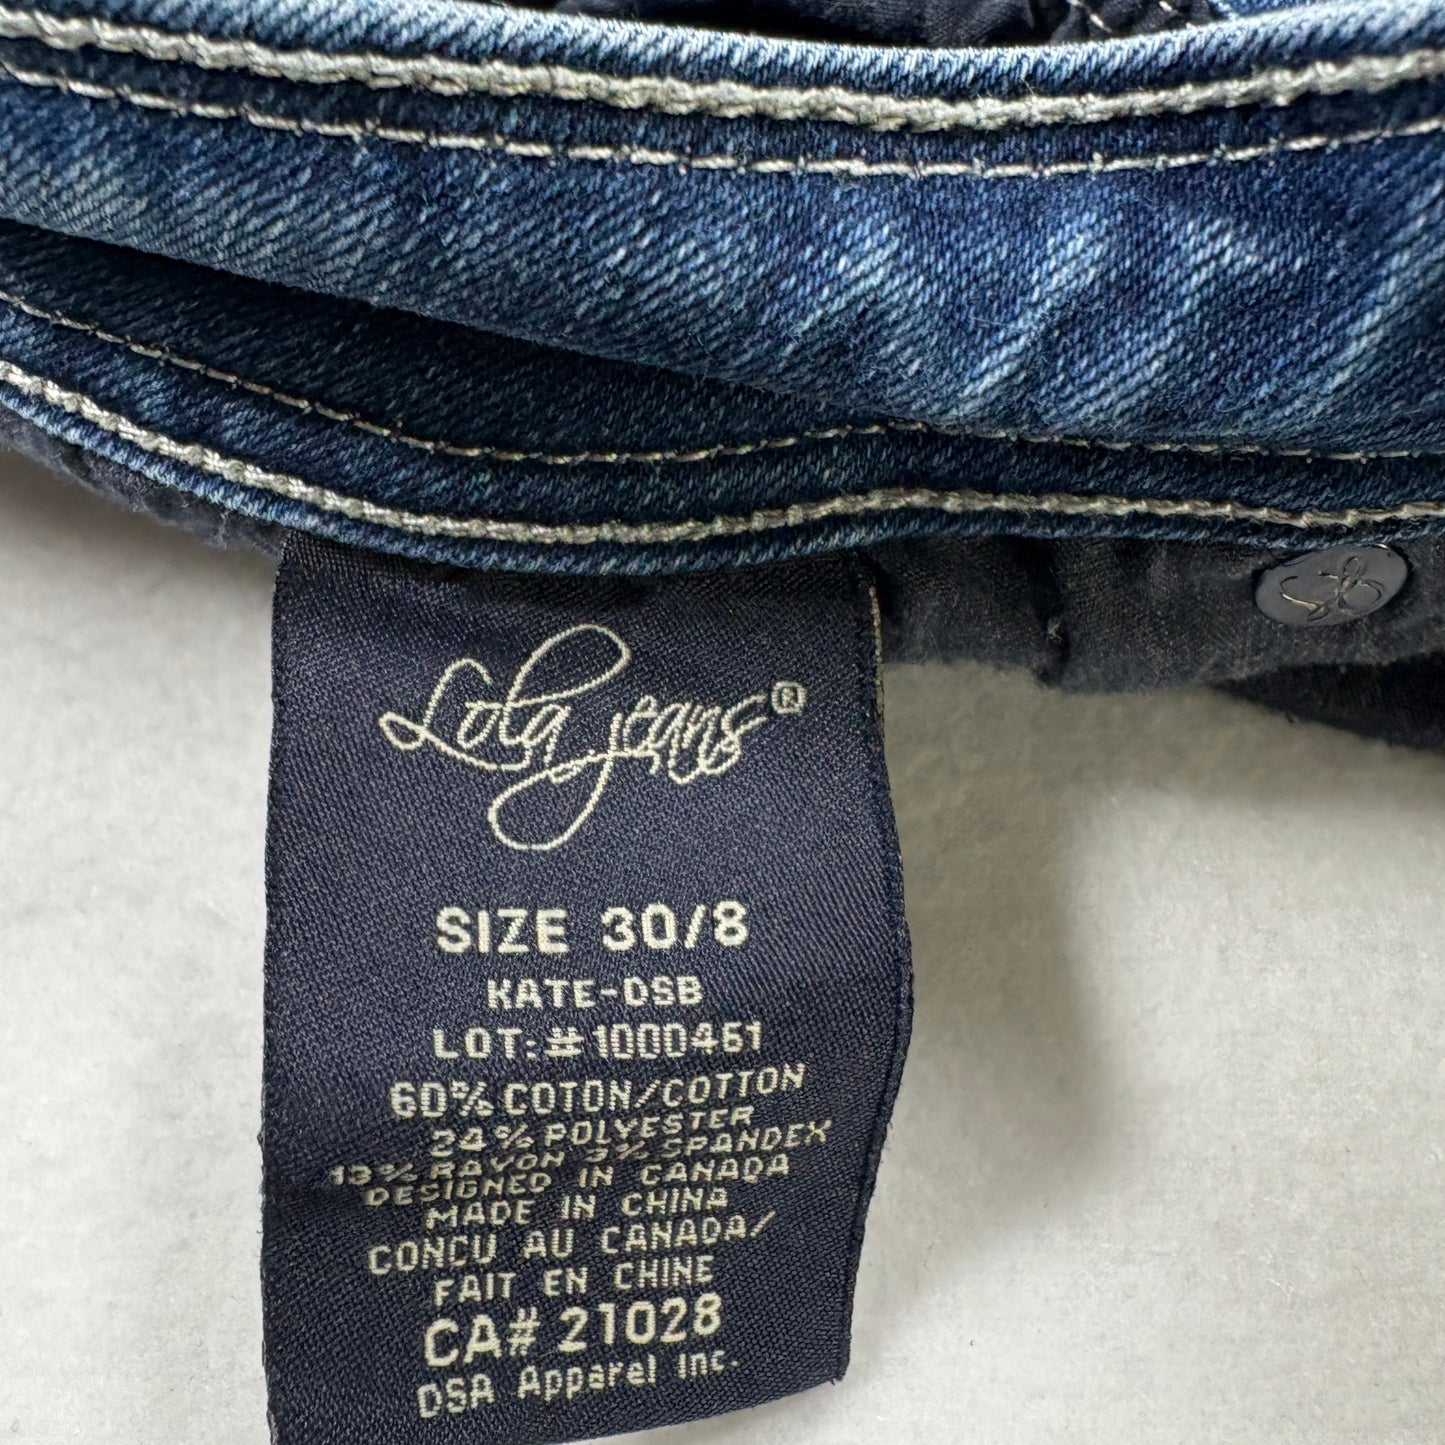 Lola Jeans®
SIZE 30/8
KATE-DSB
LOT:#1000461
60% COTON/COTTON
24% POLYESTER
13% RAYON 3% SPANDEX
DESIGNED IN CANADA
MADE IN CHINA
CONCU AU CANADA/
FAIT EN CHINE
CA# 21028
DSA Apparel Inc.